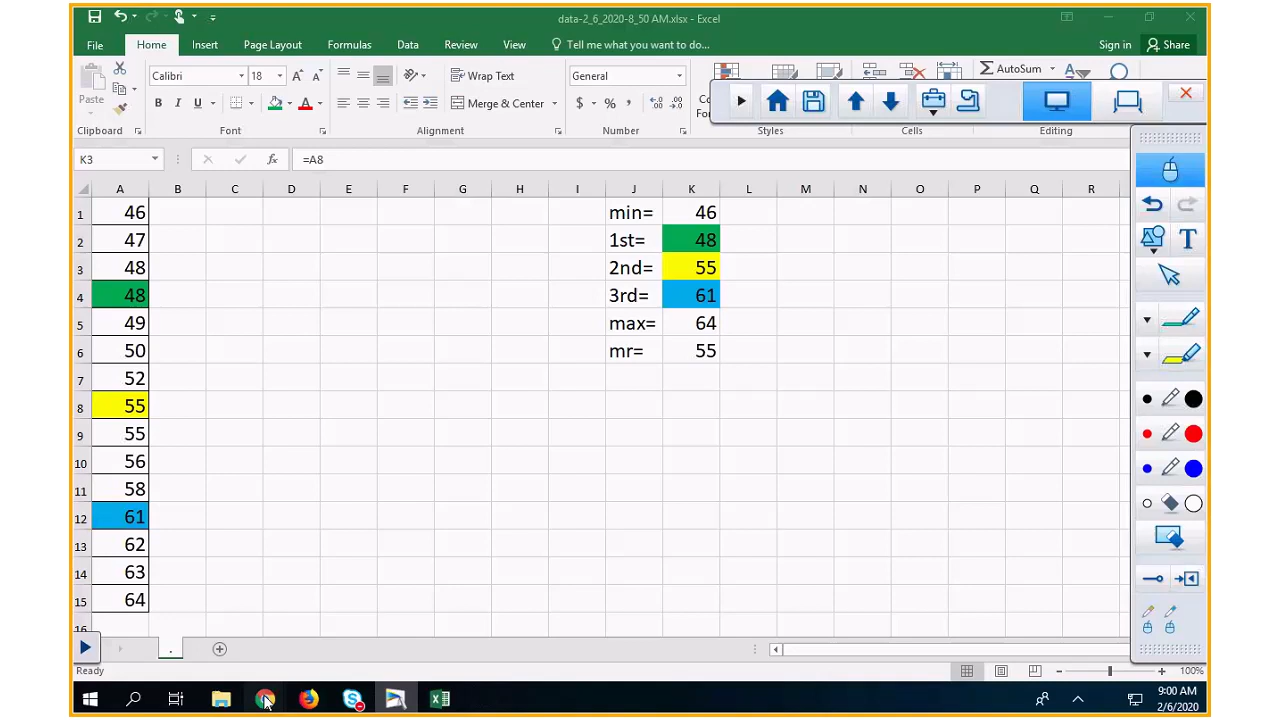 data-2_6_2020-8_50 AM.xlsx - Excel
File Home Insert Page Layout Formulas Data Review View Tell me what you want to do... Sign in Share
Paste Calibri 18 Wrap Text General AutoSum
B I U Merge & Center $ %
Clipboard Font Alignment Number Styles Cells Editing
K3 fx =A8
A B C D E F G H I J K L M N O P Q R
1 46 min= 46
2 47 1st= 48
3 48 2nd= 55
4 48 3rd= 61
5 49 max= 64
6 50 mr= 55
7 52
8 55
9 55
10 56
11 58
12 61
13 62
14 63
15 64
16
.
Ready 100%
9:00 AM
2/6/2020